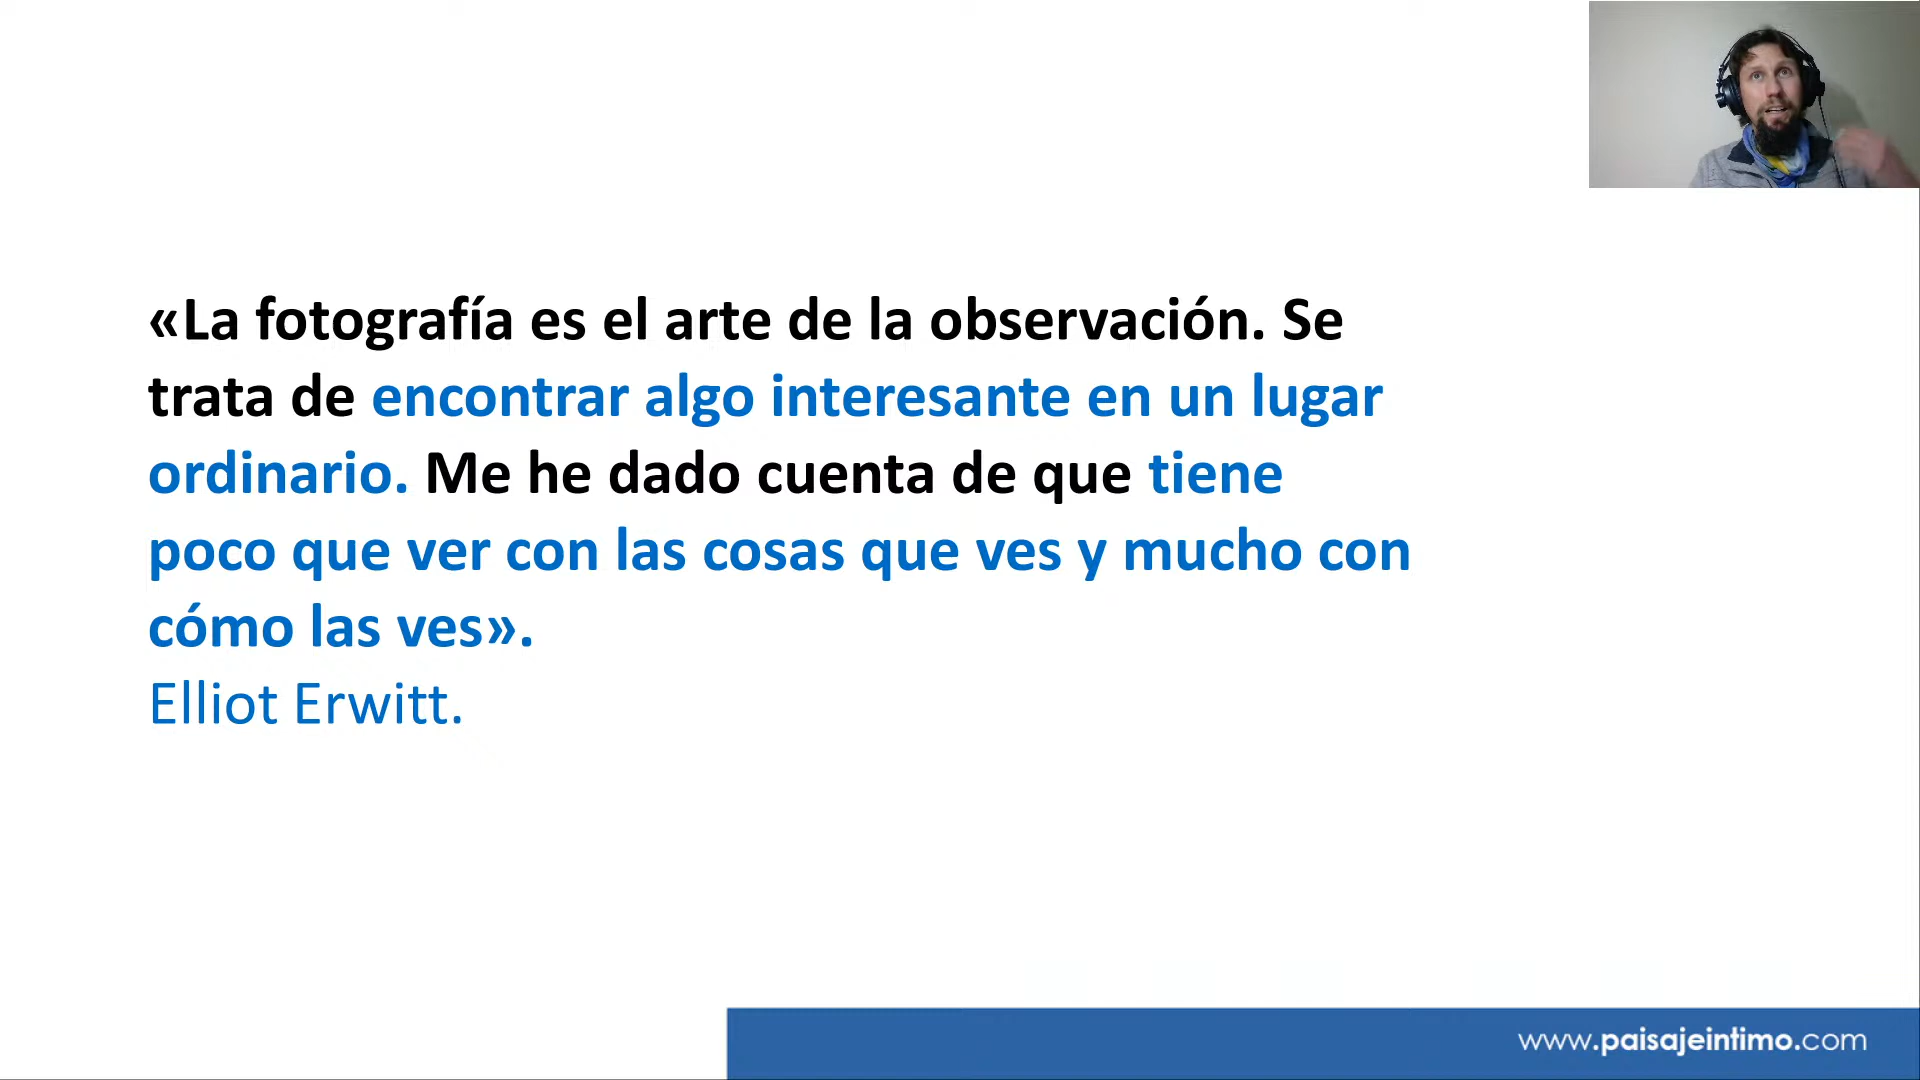 «La fotografía es el arte de la observación. Se
trata de encontrar algo interesante en un lugar
ordinario. Me he dado cuenta de que tiene
poco que ver con las cosas que ves y mucho con
cómo las ves».
Elliot Erwitt.
www.paisajeintimo.com